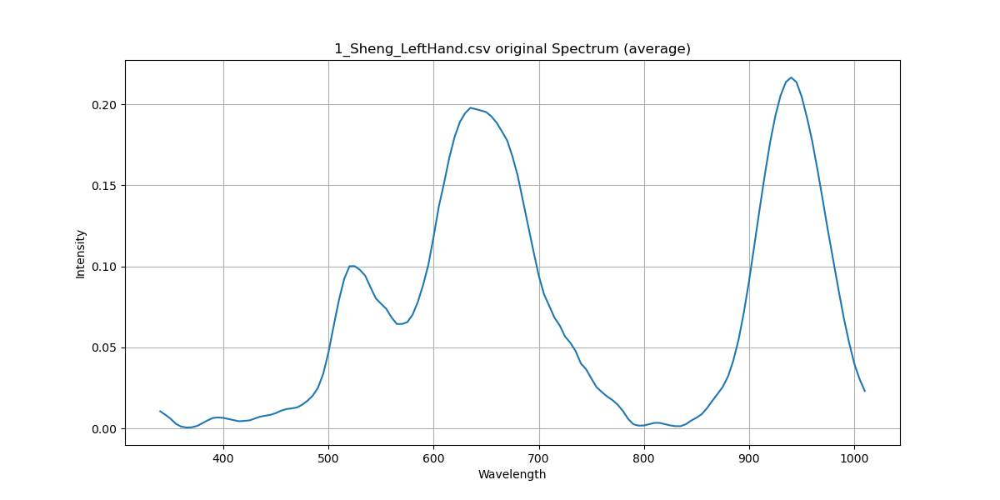 1_Sheng_LeftHand.csv original Spectrum (average)
0.20
0.15
0.10
0.05
0.00
Intensity
400 500 600 700 800 900 1000
Wavelength